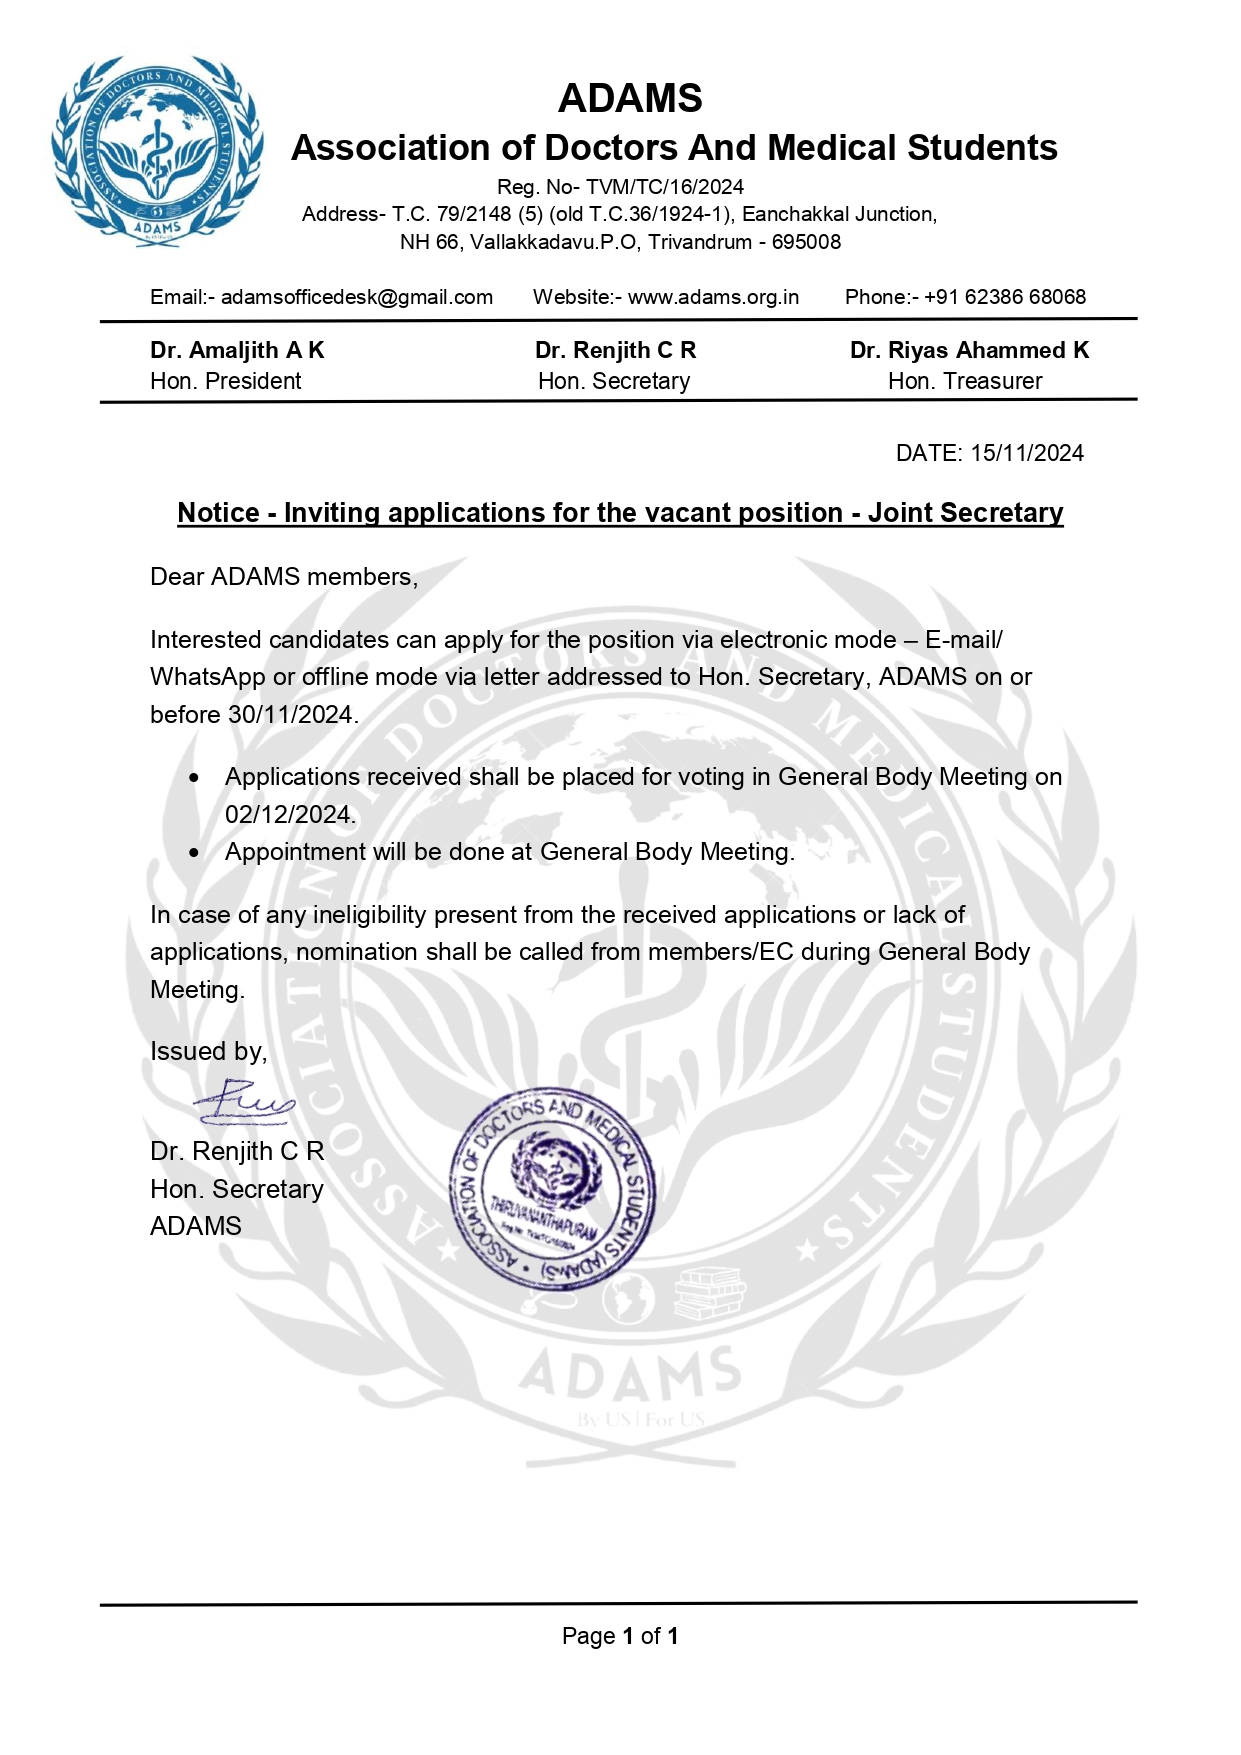 ASSOCIATION OF DOCTORS AND MEDICAL STUDENTS
ADAMS
ADAMS
Association of Doctors And Medical Students
Reg. No- TVM/TC/16/2024
Address- T.C. 79/2148 (5) (old T.C.36/1924-1), Eanchakkal Junction,
NH 66, Vallakkadavu.P.O, Trivandrum - 695008
Email:- adamsofficedesk@gmail.com Website:- www.adams.org.in Phone:- +91 62386 68068
Dr. Amaljith A K Dr. Renjith C R Dr. Riyas Ahammed K
Hon. President Hon. Secretary Hon. Treasurer
DATE: 15/11/2024
Notice - Inviting applications for the vacant position - Joint Secretary
Dear ADAMS members,
Interested candidates can apply for the position via electronic mode – E-mail/
WhatsApp or offline mode via letter addressed to Hon. Secretary, ADAMS on or
before 30/11/2024.
• Applications received shall be placed for voting in General Body Meeting on
02/12/2024.
• Appointment will be done at General Body Meeting.
In case of any ineligibility present from the received applications or lack of
applications, nomination shall be called from members/EC during General Body
Meeting.
Issued by,
Dr. Renjith C R
Hon. Secretary
ADAMS
ASSOCIATION OF DOCTORS AND MEDICAL STUDENTS (ADAMS)
THIRUVANANTHAPURAM
ASSOCIATION OF DOCTORS AND MEDICAL STUDENTS
ADAMS
By US | For US
Page 1 of 1